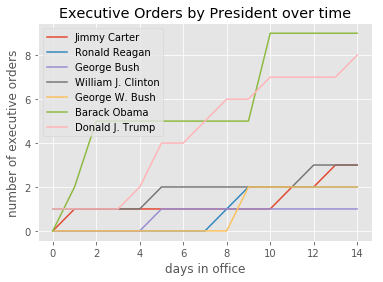 Executive Orders by President over time
Jimmy Carter
Ronald Reagan
George Bush
William J. Clinton
George W. Bush
Barack Obama
Donald J. Trump
number of executive orders
8
6
4
2
0
0 2 4 6 8 10 12 14
days in office